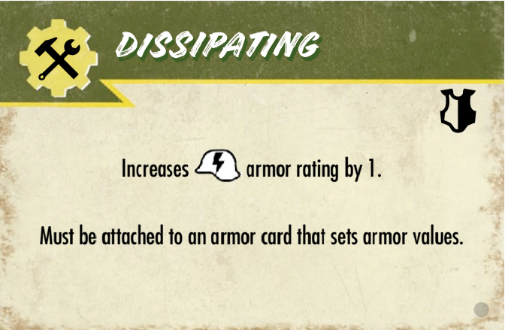 DISSIPATING
Increases armor rating by 1.
Must be attached to an armor card that sets armor values.